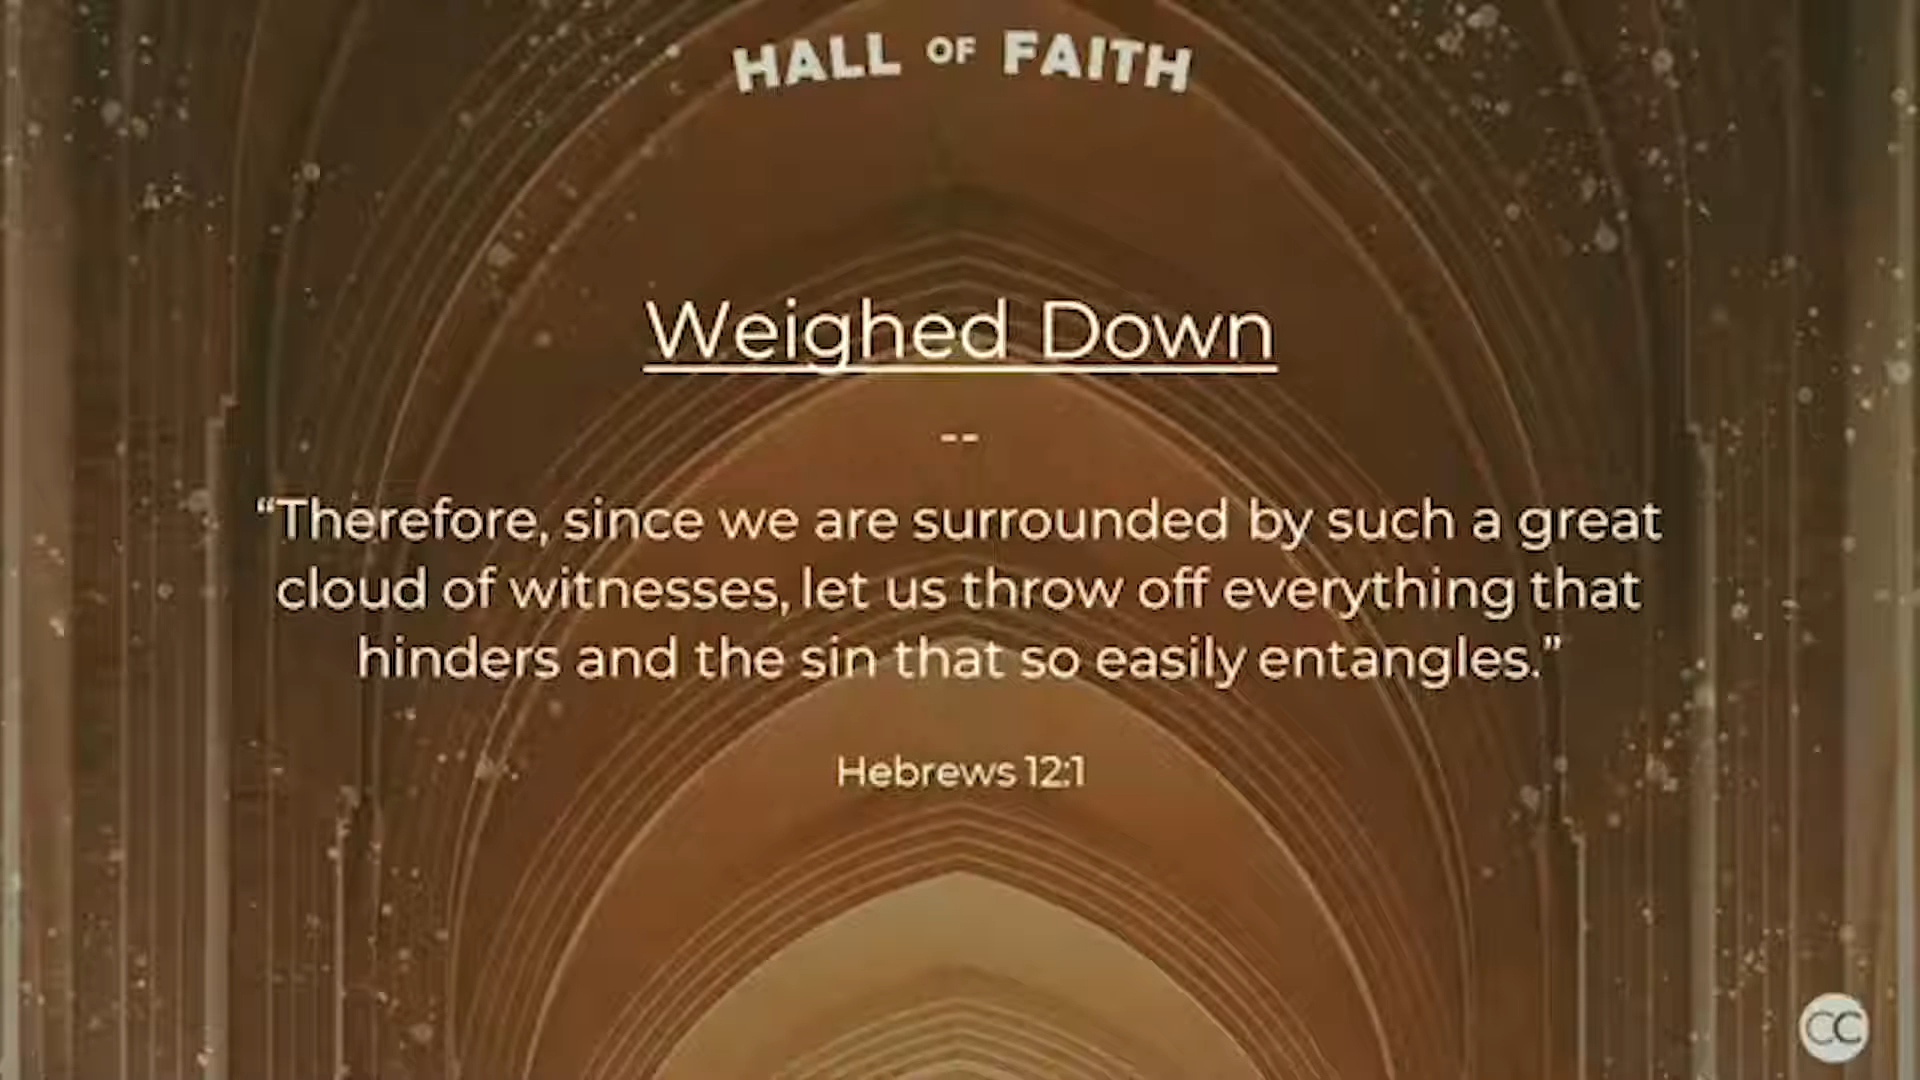 HALL OF FAITH
Weighed Down
--
“Therefore, since we are surrounded by such a great
cloud of witnesses, let us throw off everything that
hinders and the sin that so easily entangles.”
Hebrews 12:1
CC